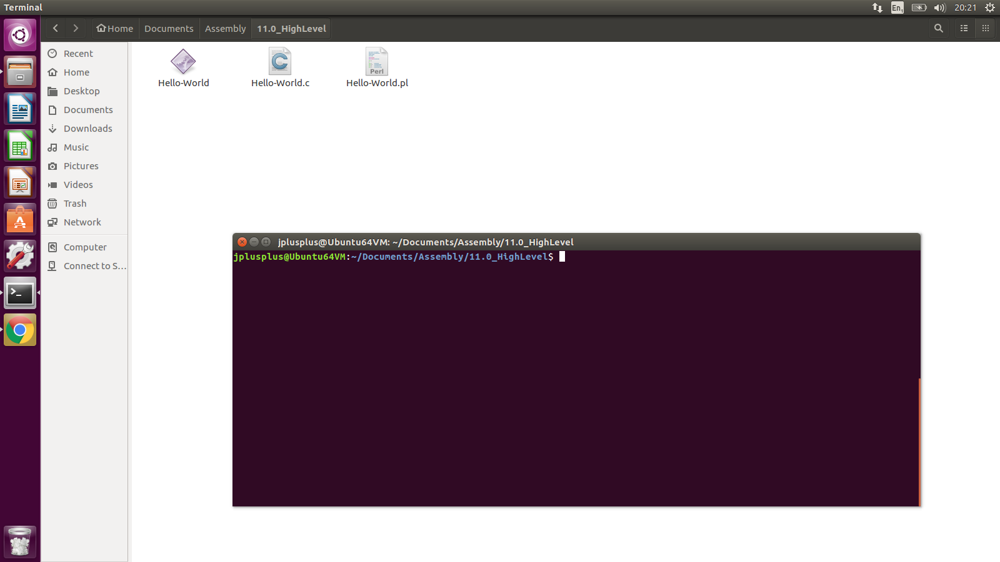 Terminal
En1
20:21
Home Documents Assembly 11.0_HighLevel
Recent
Home
Desktop
Documents
Downloads
Music
Pictures
Videos
Trash
Network
Computer
Connect to S...
Hello-World
Hello-World.c
Perl
Hello-World.pl
jplusplus@Ubuntu64VM: ~/Documents/Assembly/11.0_HighLevel
jplusplus@Ubuntu64VM:~/Documents/Assembly/11.0_HighLevel$